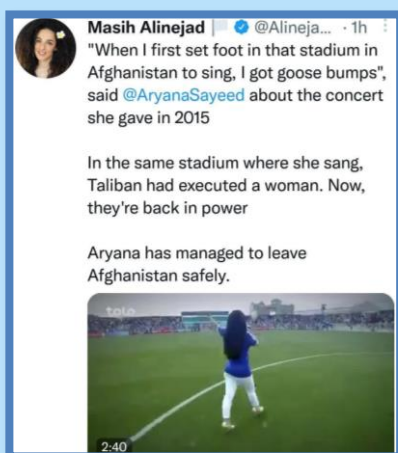 Masih Alinejad @Alineja... · 1h
"When I first set foot in that stadium in
Afghanistan to sing, I got goose bumps",
said @AryanaSayeed about the concert
she gave in 2015
In the same stadium where she sang,
Taliban had executed a woman. Now,
they're back in power
Aryana has managed to leave
Afghanistan safely.
tolo
2:40